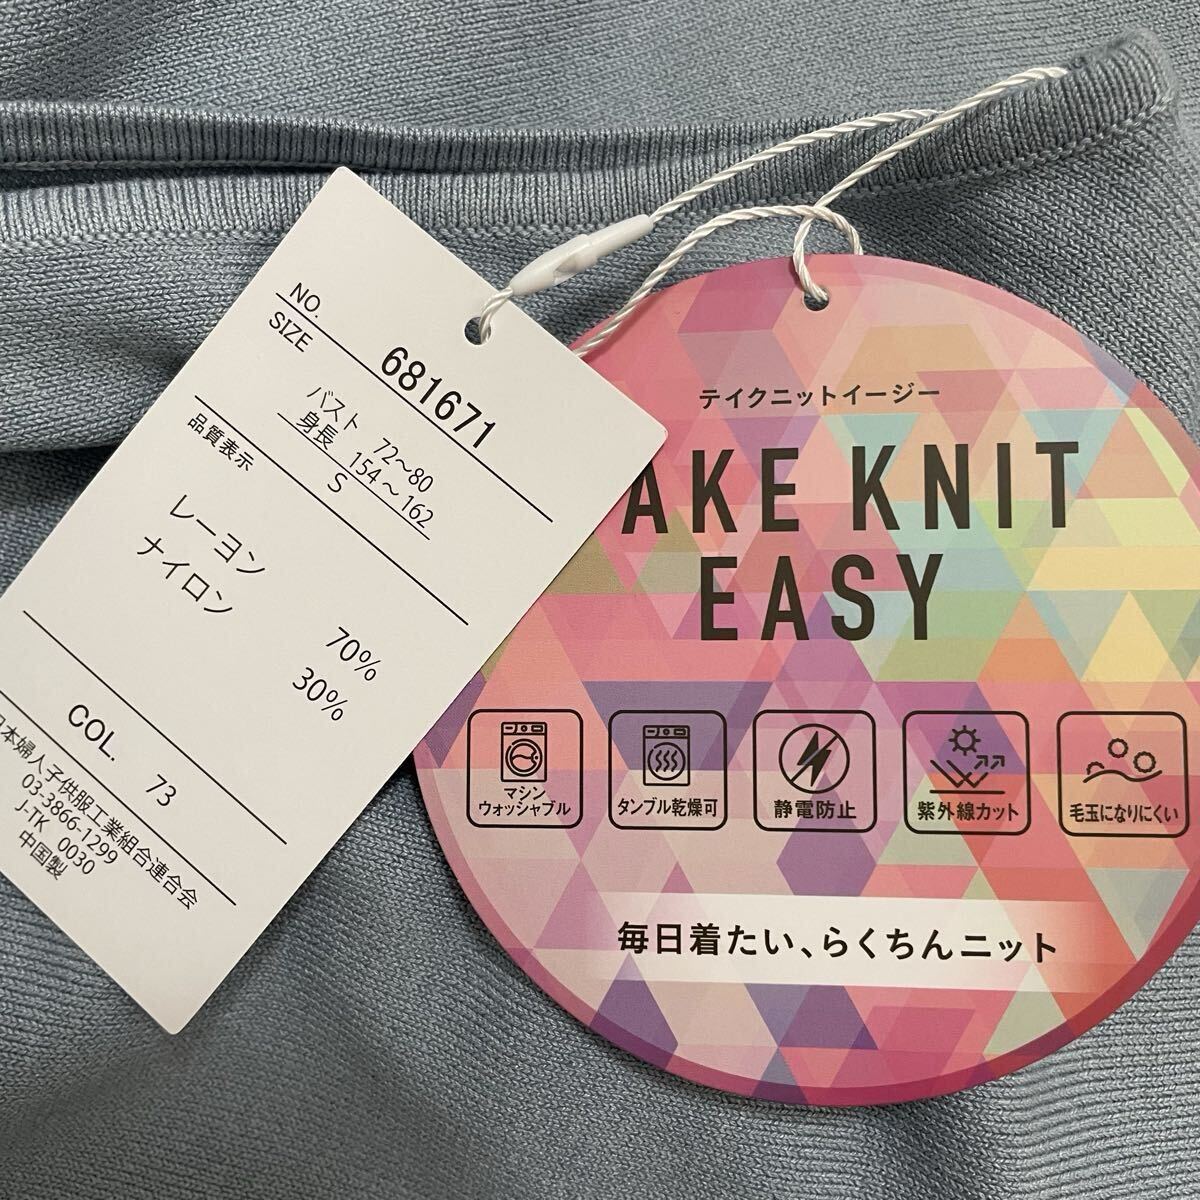 NO. 681671
SIZE
バスト 72～80
身長 154～162
S
品質表示
レーヨン 70%
ナイロン 30%
COL. 73
本婦人子供服工業組合連合会
03-3866-1299
J-TK 0030
中国製
テイクニットイージー
AKE KNIT
EASY
マシン
ウォッシャブル
タンブル乾燥可
静電防止
紫外線カット
毛玉になりにくい
毎日着たい、らくちんニット